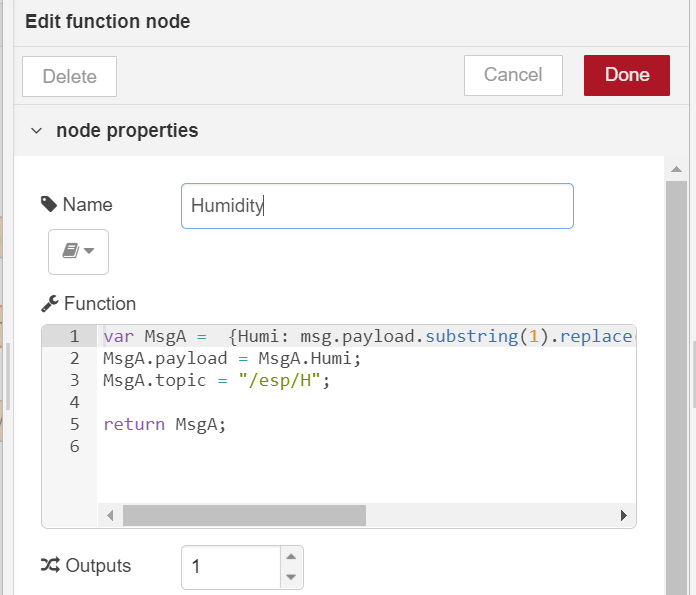 Edit function node
Delete Cancel Done
node properties
Name Humidity
Function
1 var MsgA =  {Humi: msg.payload.substring(1).replace
2 MsgA.payload = MsgA.Humi;
3 MsgA.topic = "/esp/H";
4
5 return MsgA;
6
Outputs 1